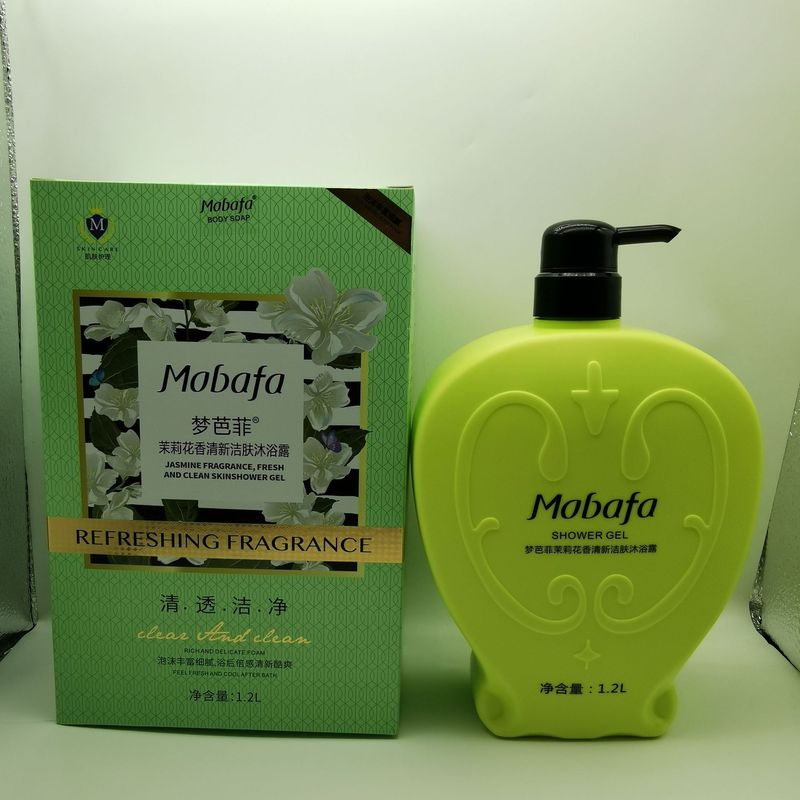 Mobafa®
BODY SOAP
M
SKIN CARE
肌肤护理
Mobafa
梦芭菲®
茉莉花香清新洁肤沐浴露
JASMINE FRAGRANCE, FRESH
AND CLEAN SKINSHOWER GEL
REFRESHING FRAGRANCE
清.透.洁.净
clear And clean
RICH AND DELICATE FOAM
泡沫丰富细腻,浴后倍感清新酷爽
FEEL FRESH AND COOL AFTER BATH
净含量:1.2L
Mobafa
SHOWER GEL
梦芭菲茉莉花香清新洁肤沐浴露
净含量：1.2L